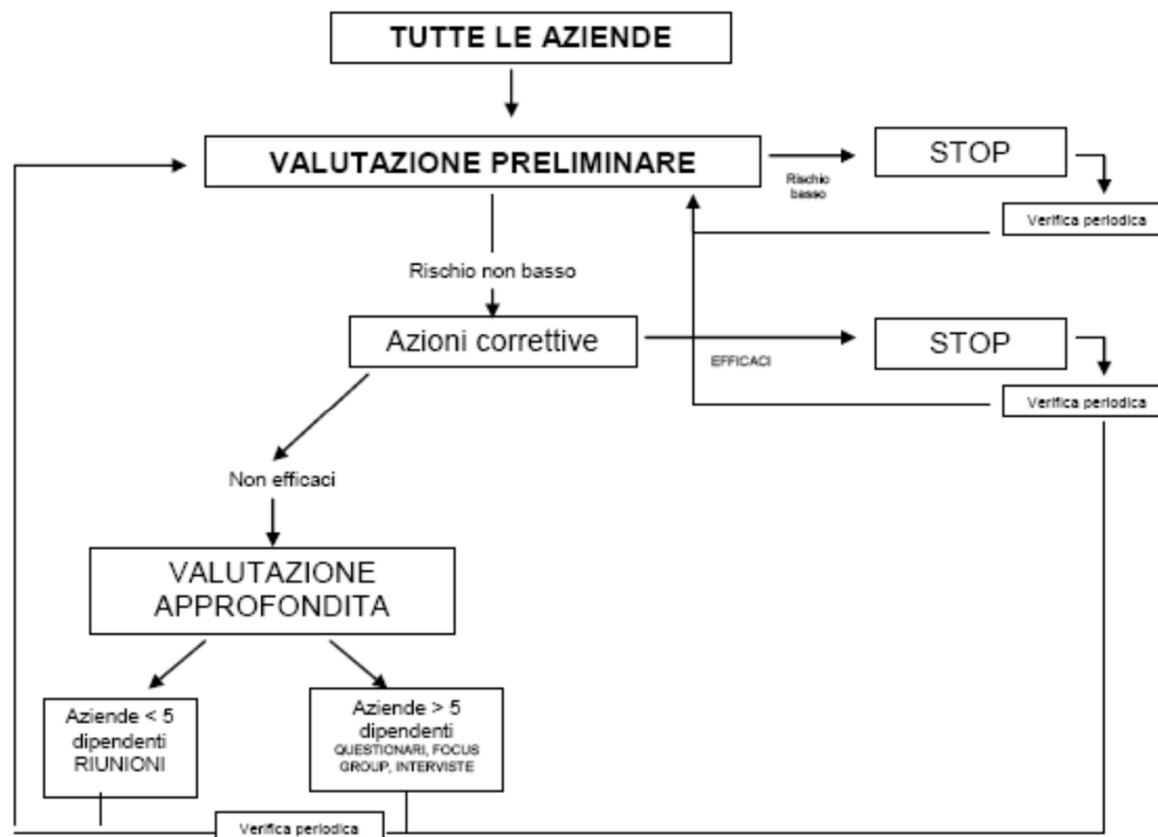 TUTTE LE AZIENDE
VALUTAZIONE PRELIMINARE
Rischio
basso
STOP
Verifica periodica
Rischio non basso
Azioni correttive
EFFICACI
STOP
Verifica periodica
Non efficaci
VALUTAZIONE
APPROFONDITA
Aziende < 5
dipendenti
RIUNIONI
Aziende > 5
dipendenti
QUESTIONARI, FOCUS
GROUP, INTERVISTE
Verifica periodica